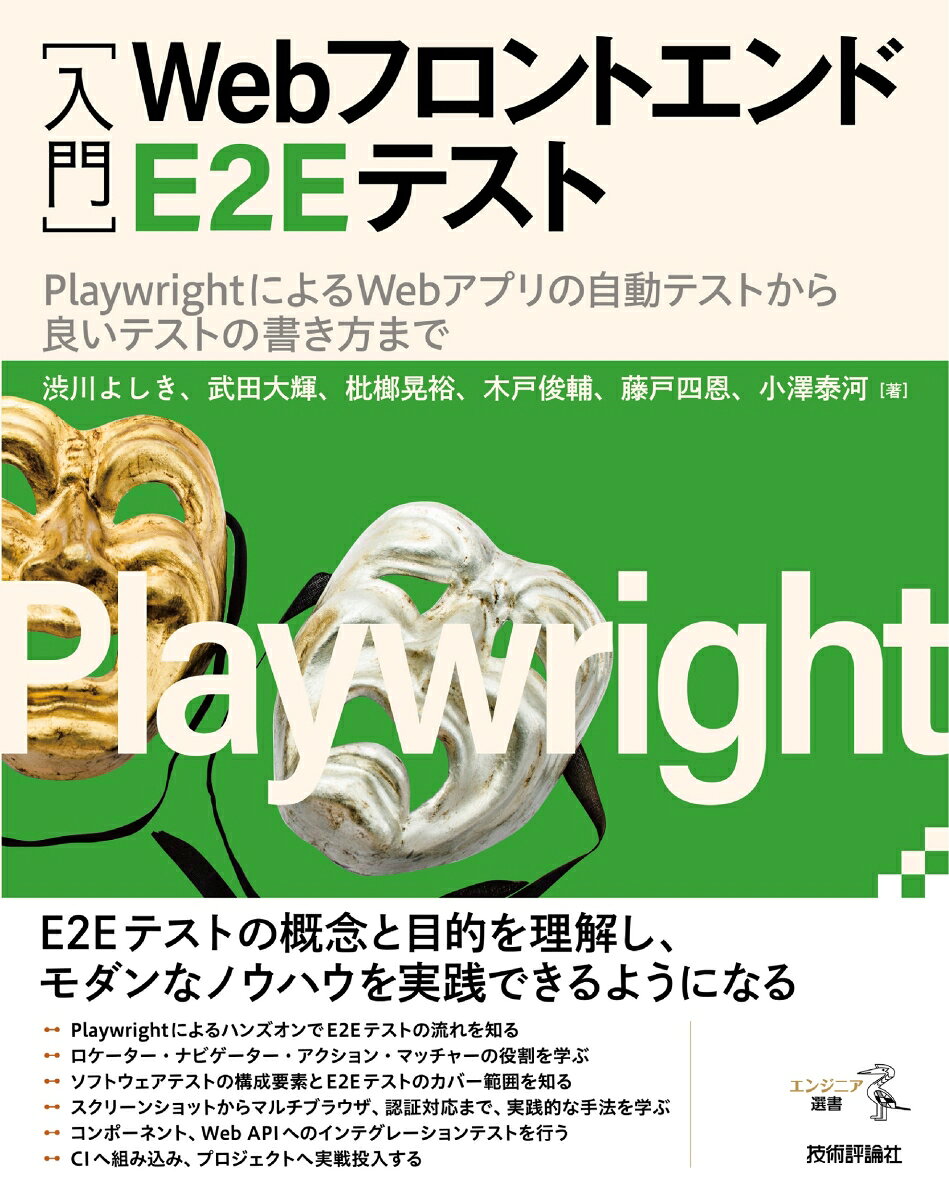 [入門]
Webフロントエンド
E2Eテスト
PlaywrightによるWebアプリの自動テストから
良いテストの書き方まで
渋川よしき、武田大輝、枇榔晃裕、木戸俊輔、藤戸四恩、小澤泰河 [著]
Playwright
E2Eテストの概念と目的を理解し、
モダンなノウハウを実践できるようになる
PlaywrightによるハンズオンでE2Eテストの流れを知る
ロケーター・ナビゲーター・アクション・マッチャーの役割を学ぶ
ソフトウェアテストの構成要素とE2Eテストのカバー範囲を知る
スクリーンショットからマルチブラウザ、認証対応まで、実践的な手法を学ぶ
コンポーネント、Web APIへのインテグレーションテストを行う
CIへ組み込み、プロジェクトへ実戦投入する
エンジニア
選書
技術評論社